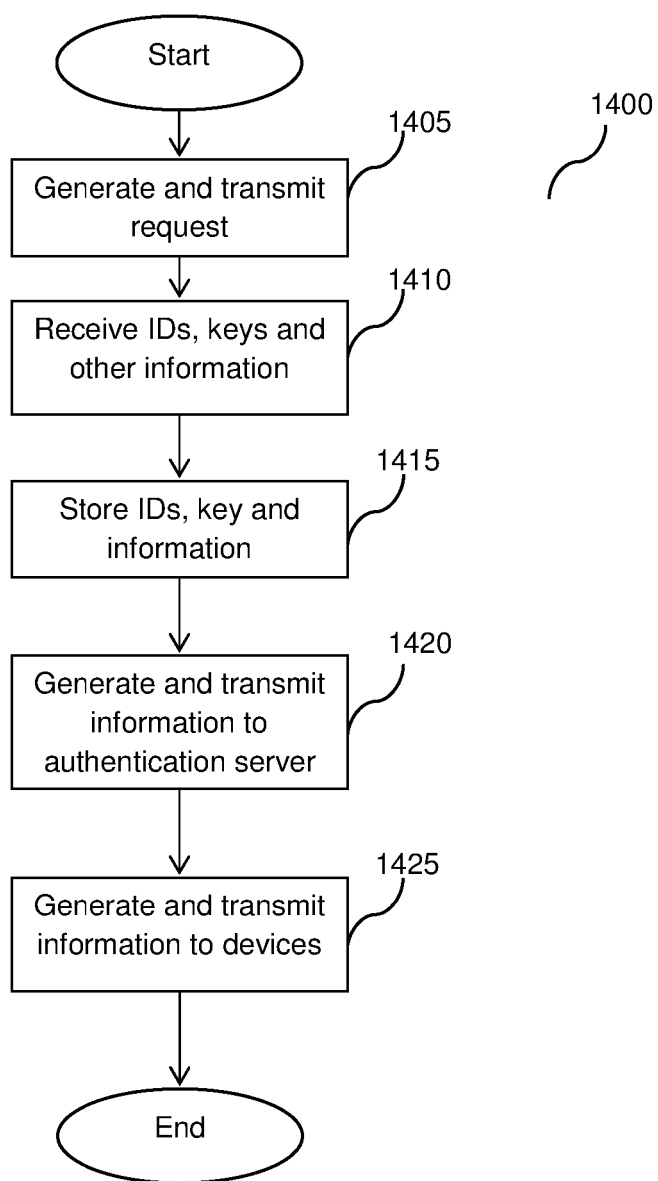 Start
1400
1405
Generate and transmit
request
1410
Receive IDs, keys and
other information
1415
Store IDs, key and
information
1420
Generate and transmit
information to
authentication server
1425
Generate and transmit
information to devices
End